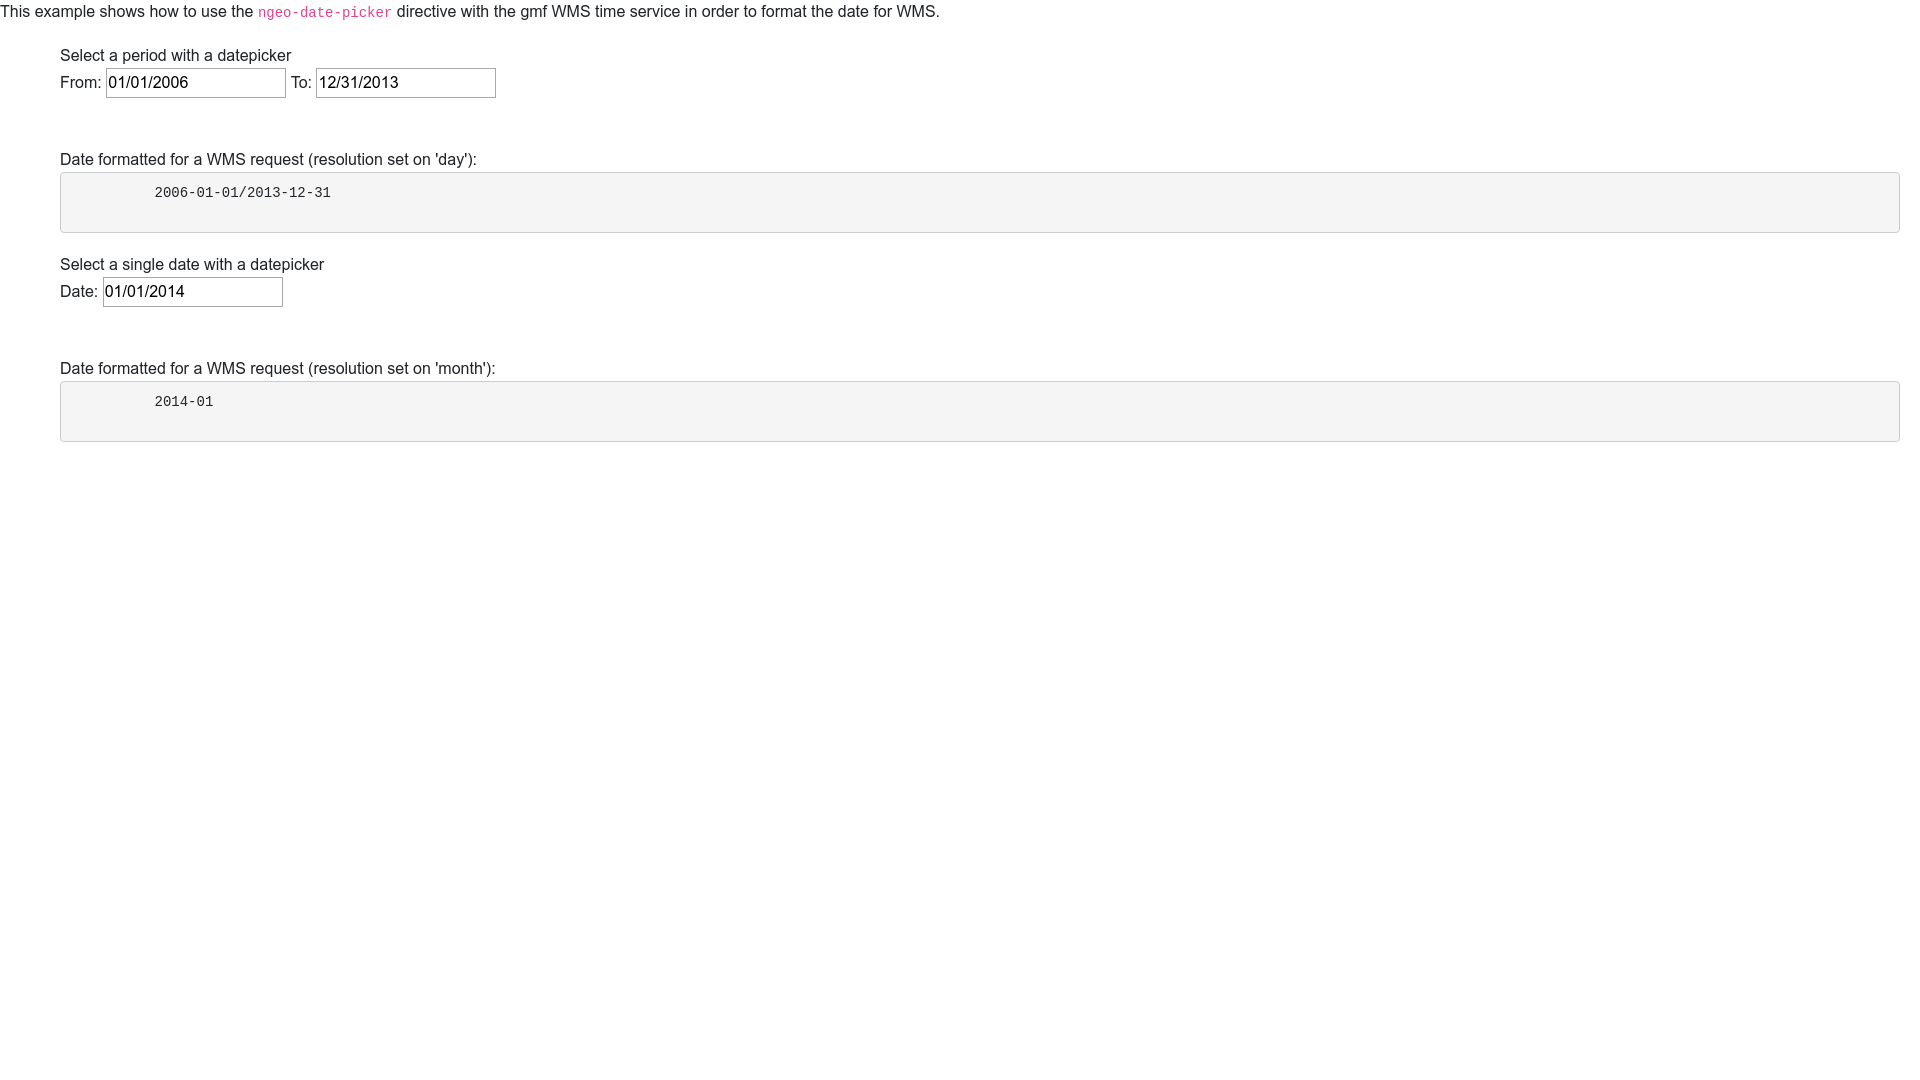 This example shows how to use the ngeo-date-picker directive with the gmf WMS time service in order to format the date for WMS.
Select a period with a datepicker
From: 01/01/2006 To: 12/31/2013
Date formatted for a WMS request (resolution set on 'day'):
2006-01-01/2013-12-31
Select a single date with a datepicker
Date: 01/01/2014
Date formatted for a WMS request (resolution set on 'month'):
2014-01